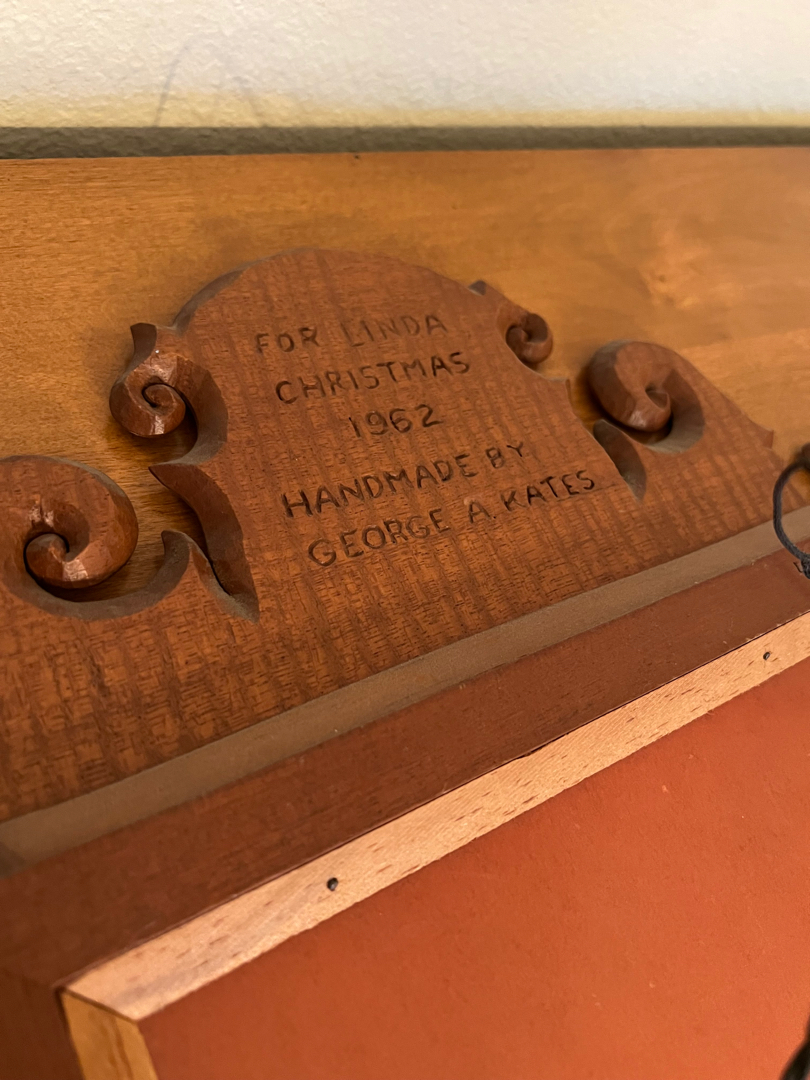 FOR LINDA
CHRISTMAS
1962
HANDMADE BY
GEORGE A. KATES